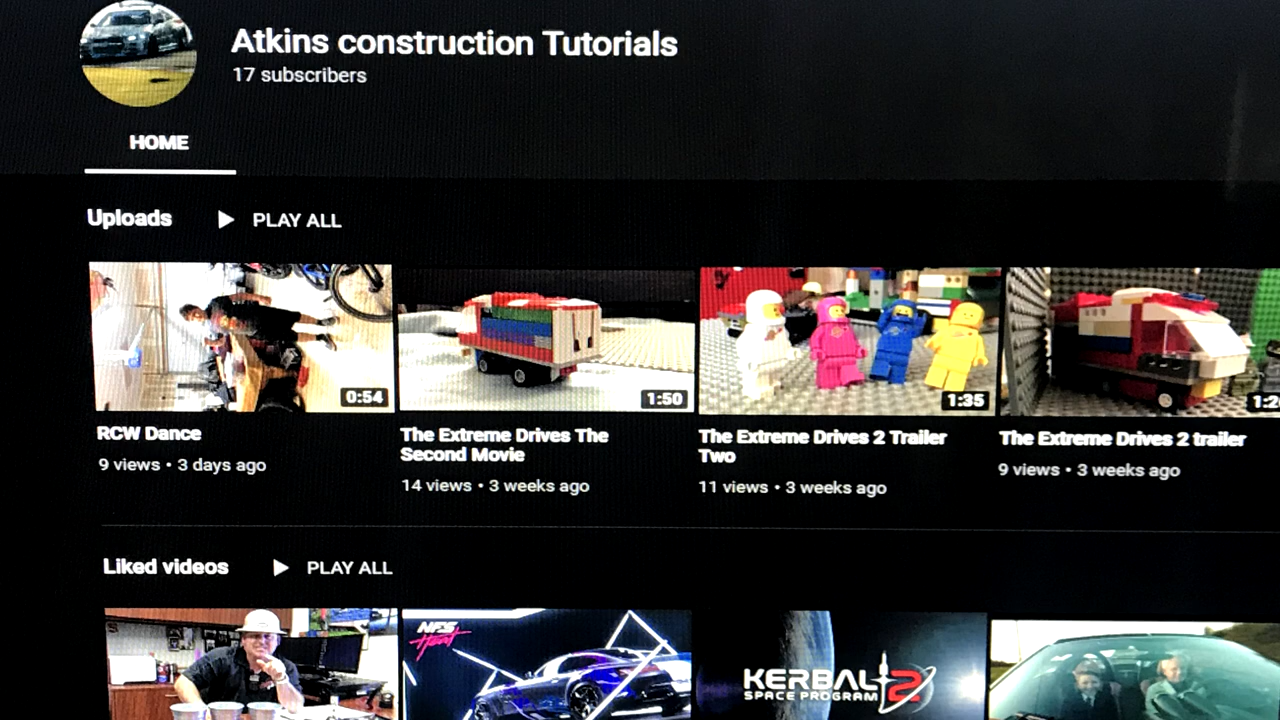 Atkins construction Tutorials
17 subscribers
HOME
Uploads
PLAY ALL
0:54
1:50
1:35
RCW Dance
9 views • 3 days ago
The Extreme Drives The
Second Movie
14 views • 3 weeks ago
The Extreme Drives 2 Trailer
Two
11 views • 3 weeks ago
The Extreme Drives 2 trailer
9 views • 3 weeks ago
Liked videos
PLAY ALL
NFS
Heat
KERBAL 2
SPACE PROGRAM